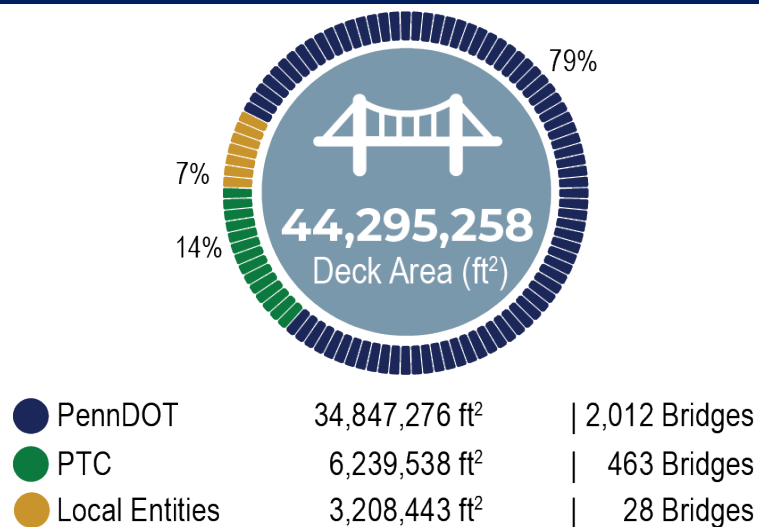 79%
7%
14%
44,295,258
Deck Area (ft²)
PennDOT 34,847,276 ft² | 2,012 Bridges
PTC 6,239,538 ft² | 463 Bridges
Local Entities 3,208,443 ft² | 28 Bridges